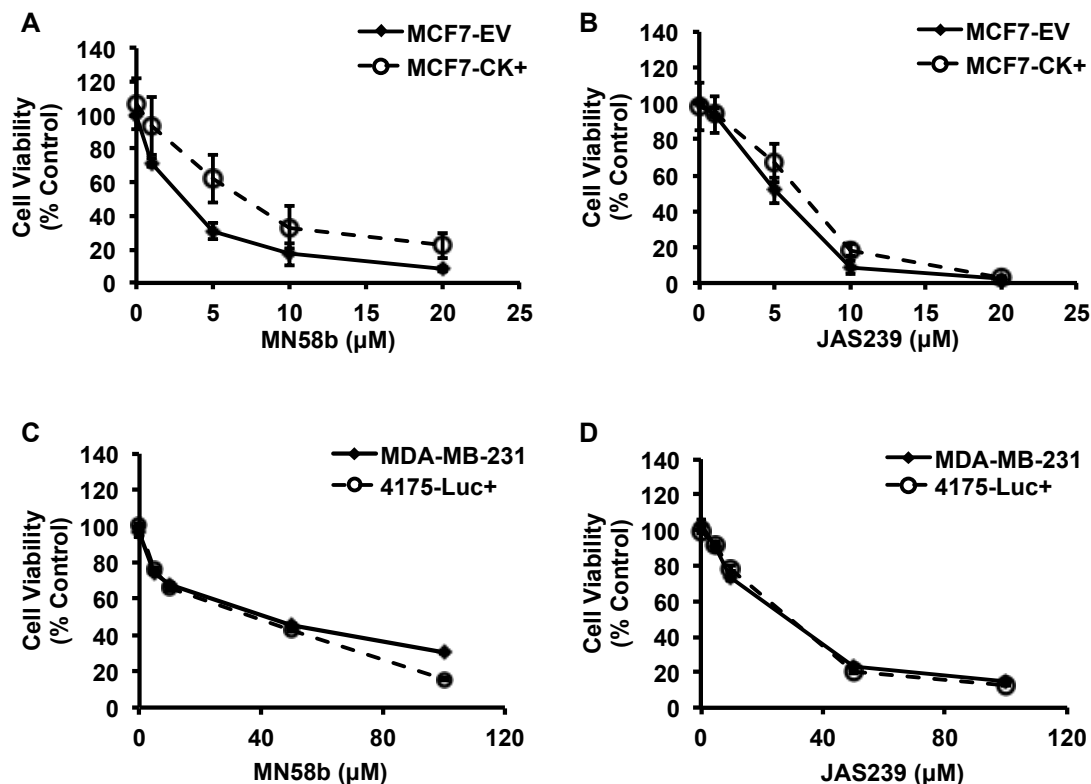 A
MCF7-EV
MCF7-CK+
140
120
100
80
60
40
20
0
Cell Viability
(% Control)
0 5 10 15 20 25
MN58b (µM)
B
MCF7-EV
MCF7-CK+
140
120
100
80
60
40
20
0
Cell Viability
(% Control)
0 5 10 15 20 25
JAS239 (µM)
C
MDA-MB-231
4175-Luc+
140
120
100
80
60
40
20
0
Cell Viability
(% Control)
0 40 80 120
MN58b (µM)
D
MDA-MB-231
4175-Luc+
140
120
100
80
60
40
20
0
Cell Viability
(% Control)
0 40 80 120
JAS239 (µM)